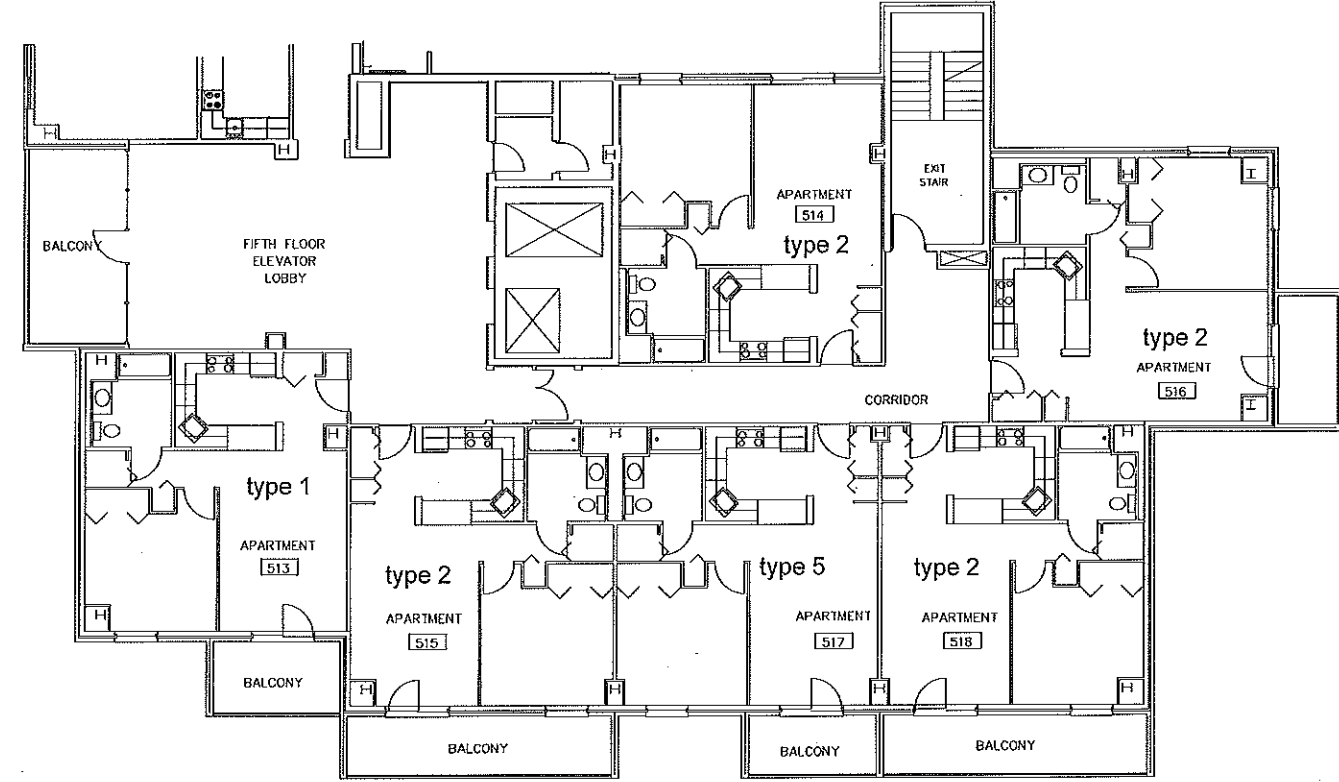 BALCONY
FIFTH FLOOR
ELEVATOR
LOBBY
APARTMENT
514
type 2
EXIT
STAIR
type 2
APARTMENT
516
CORRIDOR
type 1
APARTMENT
513
BALCONY
type 2
APARTMENT
515
BALCONY
type 5
APARTMENT
517
BALCONY
type 2
APARTMENT
518
BALCONY